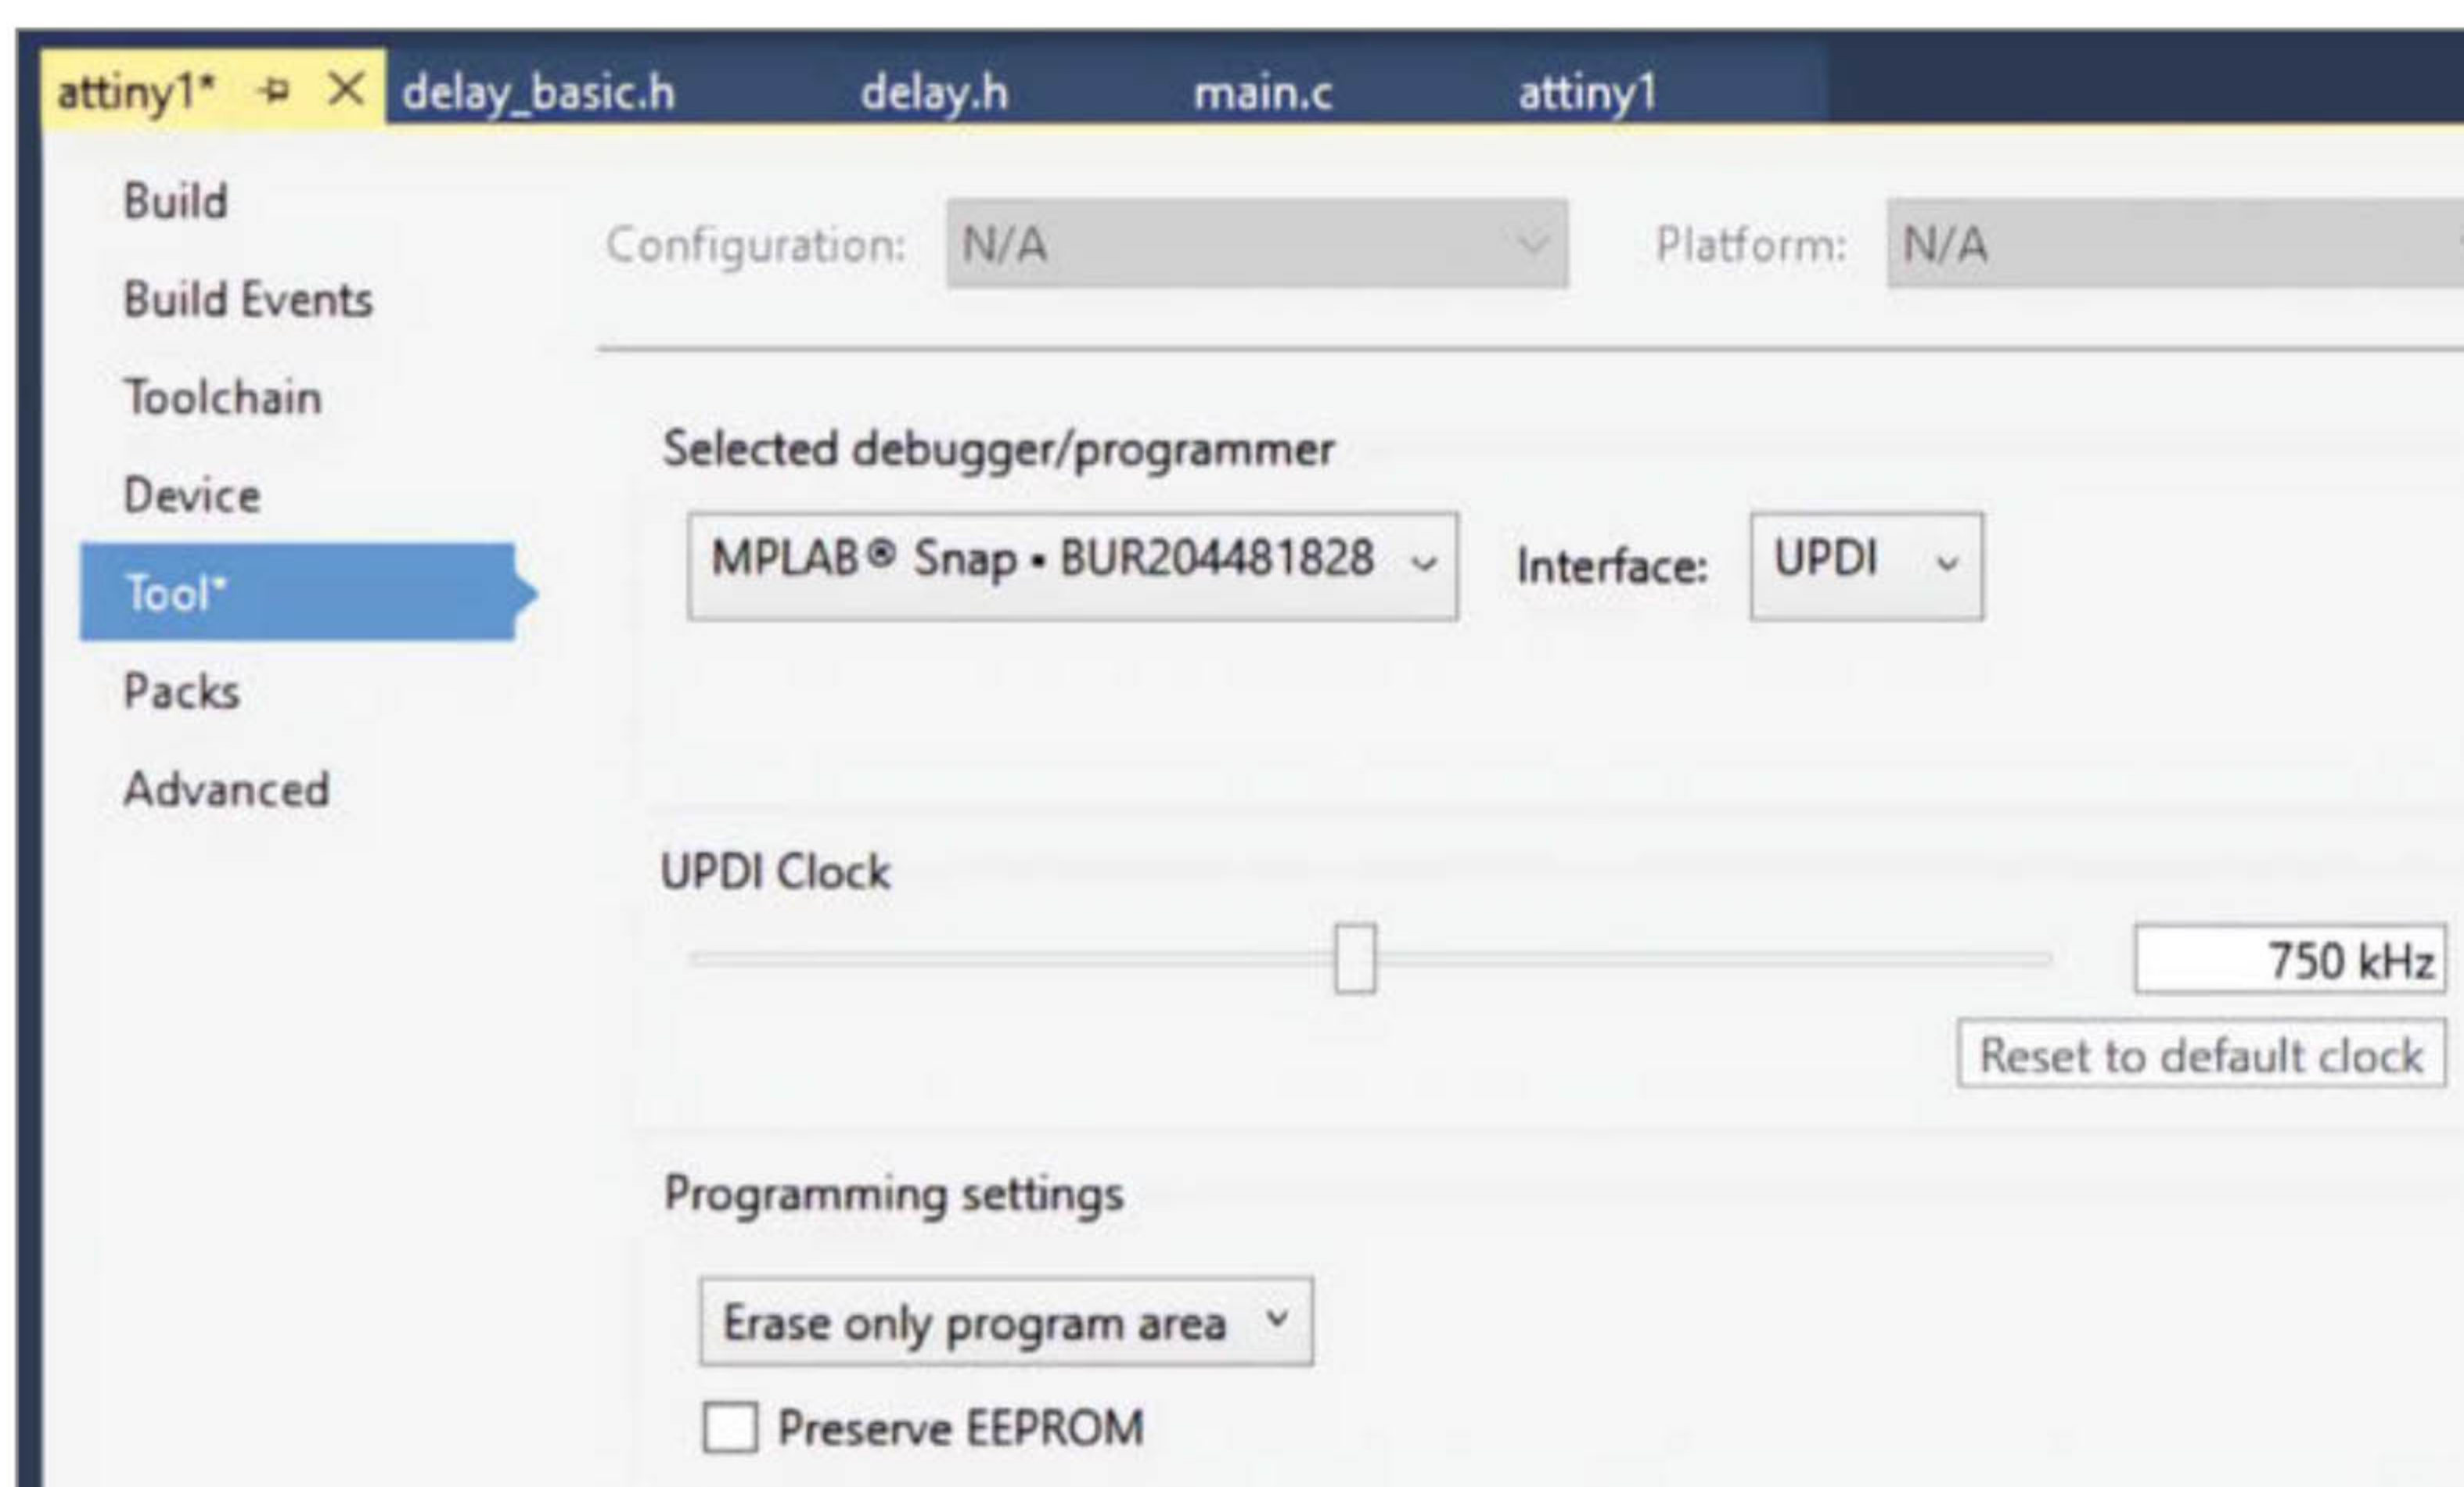 attiny1* delay_basic.h delay.h main.c attiny1
Build
Build Events
Toolchain
Device
Tool*
Packs
Advanced
Configuration: N/A Platform: N/A
Selected debugger/programmer
MPLAB® Snap • BUR204481828 Interface: UPDI
UPDI Clock
750 kHz
Reset to default clock
Programming settings
Erase only program area
Preserve EEPROM